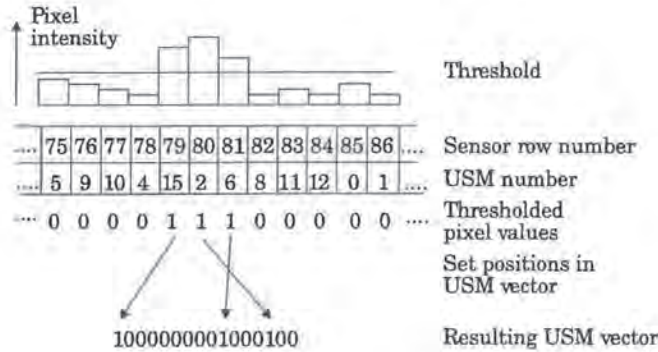 Pixel
intensity
Threshold
.... 75 76 77 78 79 80 81 82 83 84 85 86 .... Sensor row number
.... 5 9 10 4 15 2 6 8 11 12 0 1 .... USM number
.... 0 0 0 0 1 1 1 0 0 0 0 0 .... Thresholded
pixel values
Set positions in
USM vector
1000000001000100 Resulting USM vector